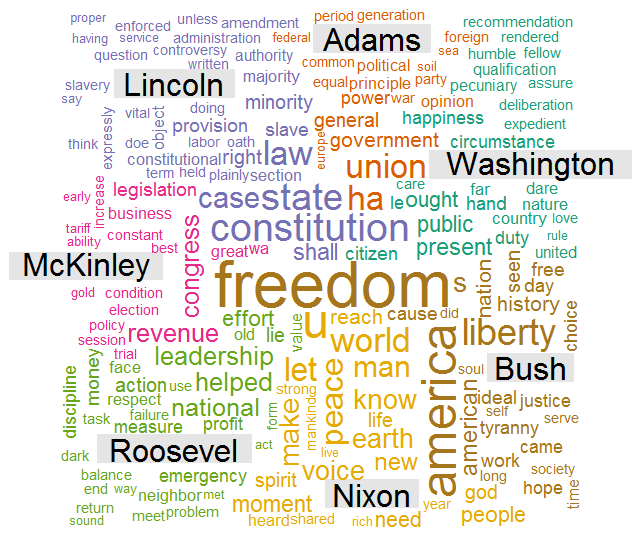 proper enforced unless amendment period generation recommendation
having service administration federal Adams foreign rendered
question controversy authority common political soil sea humble fellow
written majority equal principle party qualification
slavery Lincoln power war pecuniary assure
say vital doing minority general opinion happiness deliberation
expressly object provision slave government expedient
think doe labor oath law europe circumstance
constitutional right union Washington
term held plainly section
early increase legislation case state ha le care ought far dare
business hand nature
tariff constant constitution public country love
ability best congress great wa shall citizen present duty rule
McKinley united
gold condition freedom s nation seen free
election effort u reach cause did day
policy revenue old lie value world history choice
session trial leadership liberty
face let peace man america soul Bush
discipline money action use helped strong
respect national make mankind know american ideal justice
task failure form life self serve
measure profit earth tyranny
Roosevel act live came
dark voice new work
balance emergency spirit long society
end way neighbor met Nixon god hope time
return moment year
sound meet problem heard shared rich need people